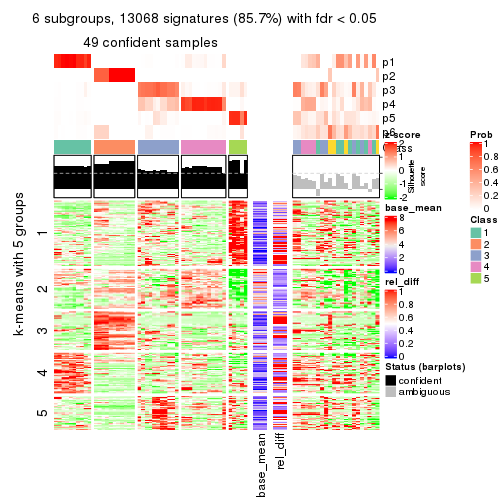 6 subgroups, 13068 signatures (85.7%) with fdr < 0.05
49 confident samples
p1
p2
p3
p4
p5
p6
Class
z-score
2
1
0
-1
-2
Silhouette
score
Prob
1
0.8
0.6
0.4
0.2
0
base_mean
8
6
4
2
0
Class
1
2
3
4
5
rel_diff
1
0.8
0.6
0.4
0.2
0
Status (barplots)
confident
ambiguous
k-means with 5 groups
1
2
3
4
5
base_mean
rel_diff